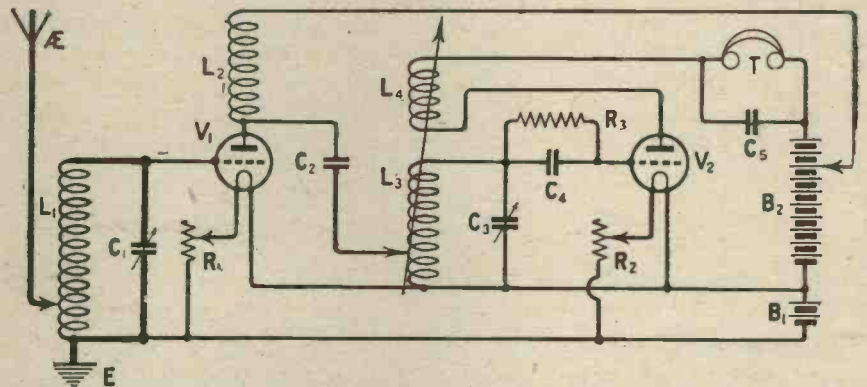 Æ
L₂
T
L₄
V₁
R₃
C₅
C₂
V₂
L₁
L₃
C₄
B₂
C₁
C₃
R₁
R₂
B₁
E